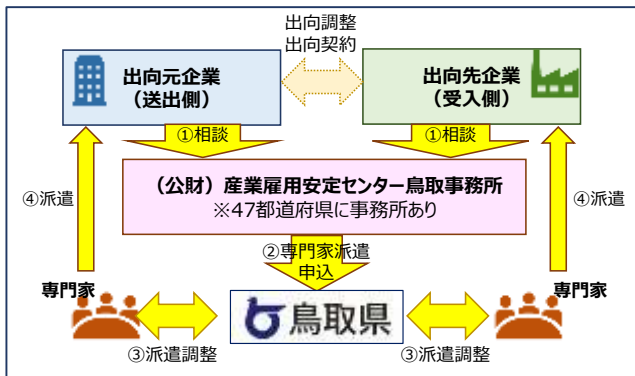 出向調整
出向契約
出向元企業
（送出側）
出向先企業
（受入側）
①相談
①相談
（公財）産業雇用安定センター鳥取事務所
※47都道府県に事務所あり
④派遣
④派遣
②専門家派遣
申込
専門家
専門家
鳥取県
③派遣調整
③派遣調整